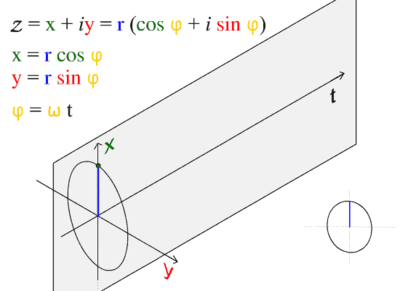 z = x + iy = r (cos φ + i sin φ)
x = r cos φ
y = r sin φ
φ = ω t
x
t
y